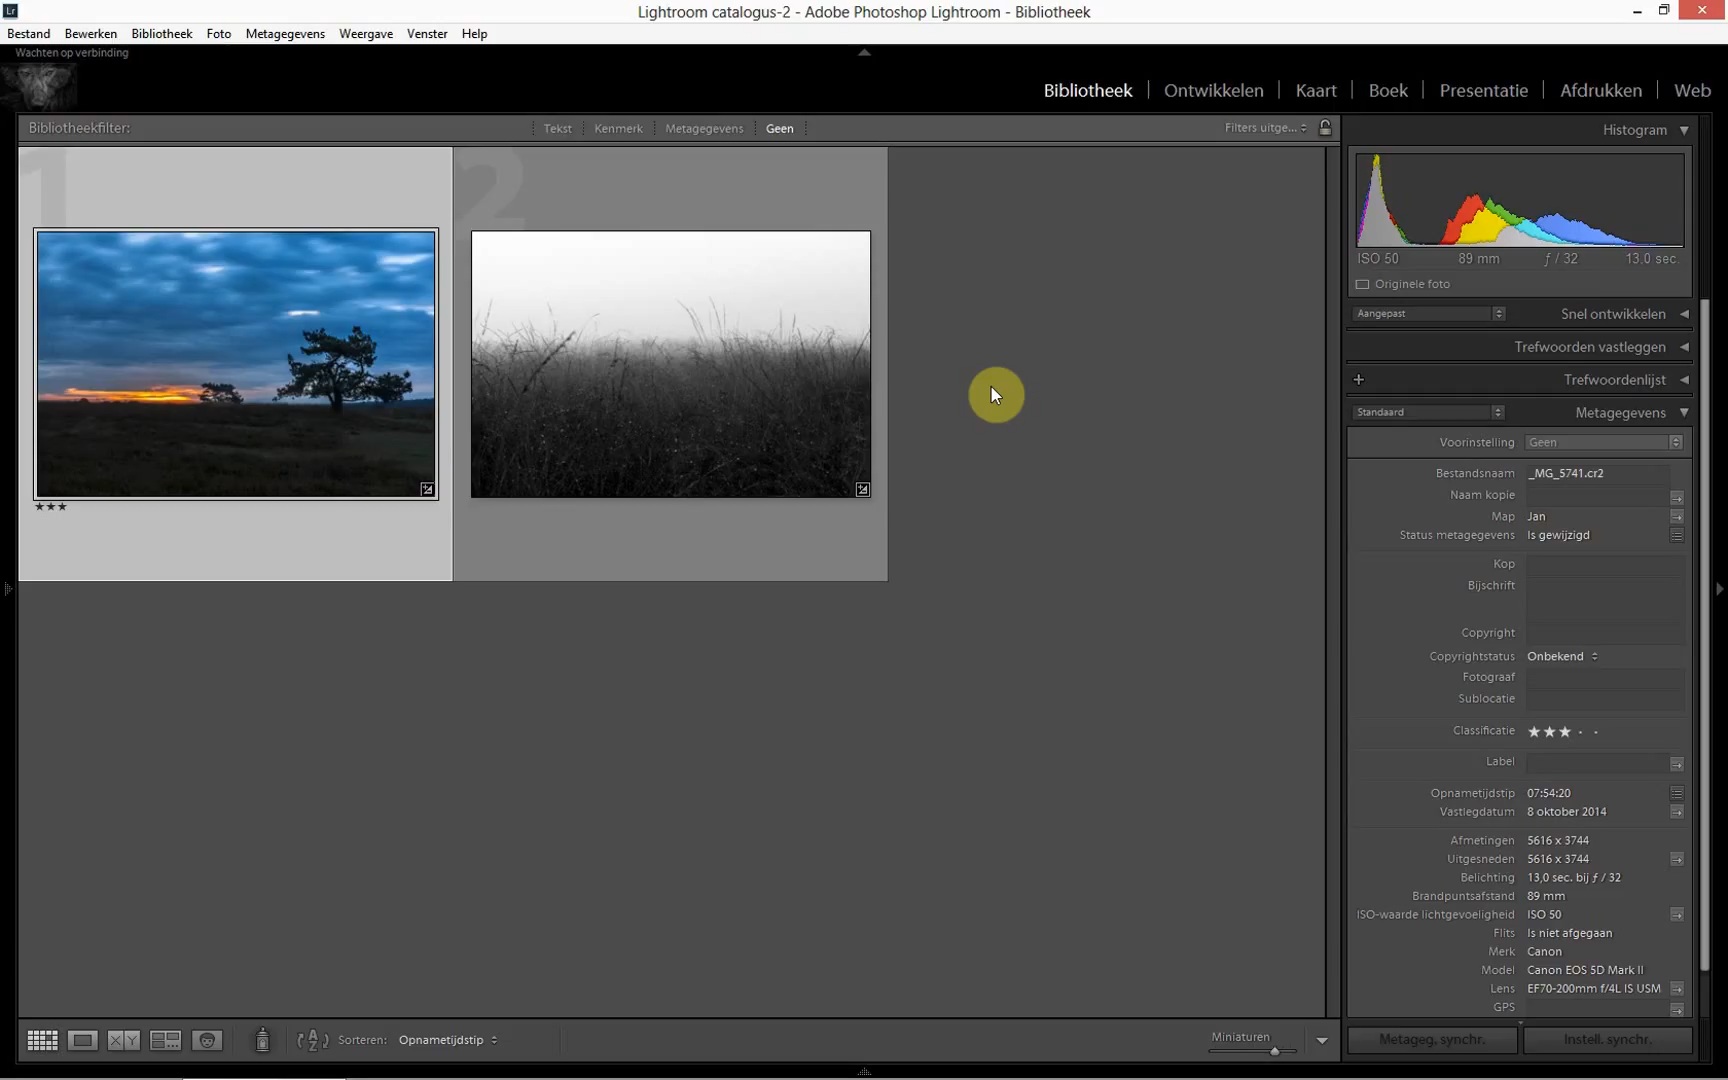 Lr
Lightroom catalogus-2 - Adobe Photoshop Lightroom - Bibliotheek
Bestand Bewerken Bibliotheek Foto Metagegevens Weergave Venster Help
Wachten op verbinding
Bibliotheek Ontwikkelen Kaart Boek Presentatie Afdrukken Web
Bibliotheekfilter: Tekst Kenmerk Metagegevens Geen Filters uitge...
1
2
★★★
Histogram
ISO 50 89 mm ƒ / 32 13,0 sec.
Originele foto
Aangepast Snel ontwikkelen
Trefwoorden vastleggen
+ Trefwoordenlijst
Standaard Metagegevens
Voorinstelling Geen
Bestandsnaam _MG_5741.cr2
Naam kopie
Map Jan
Status metagegevens Is gewijzigd
Kop
Bijschrift
Copyright
Copyrightstatus Onbekend
Fotograaf
Sublocatie
Classificatie ★★★ · ·
Label
Opnametijdstip 07:54:20
Vastlegdatum 8 oktober 2014
Afmetingen 5616 x 3744
Uitgesneden 5616 x 3744
Belichting 13,0 sec. bij ƒ / 32
Brandpuntsafstand 89 mm
ISO-waarde lichtgevoeligheid ISO 50
Flits Is niet afgegaan
Merk Canon
Model Canon EOS 5D Mark II
Lens EF70-200mm f/4L IS USM
GPS
XY A Z Sorteren: Opnametijdstip Miniaturen
Metageg. synchr. Instell. synchr.